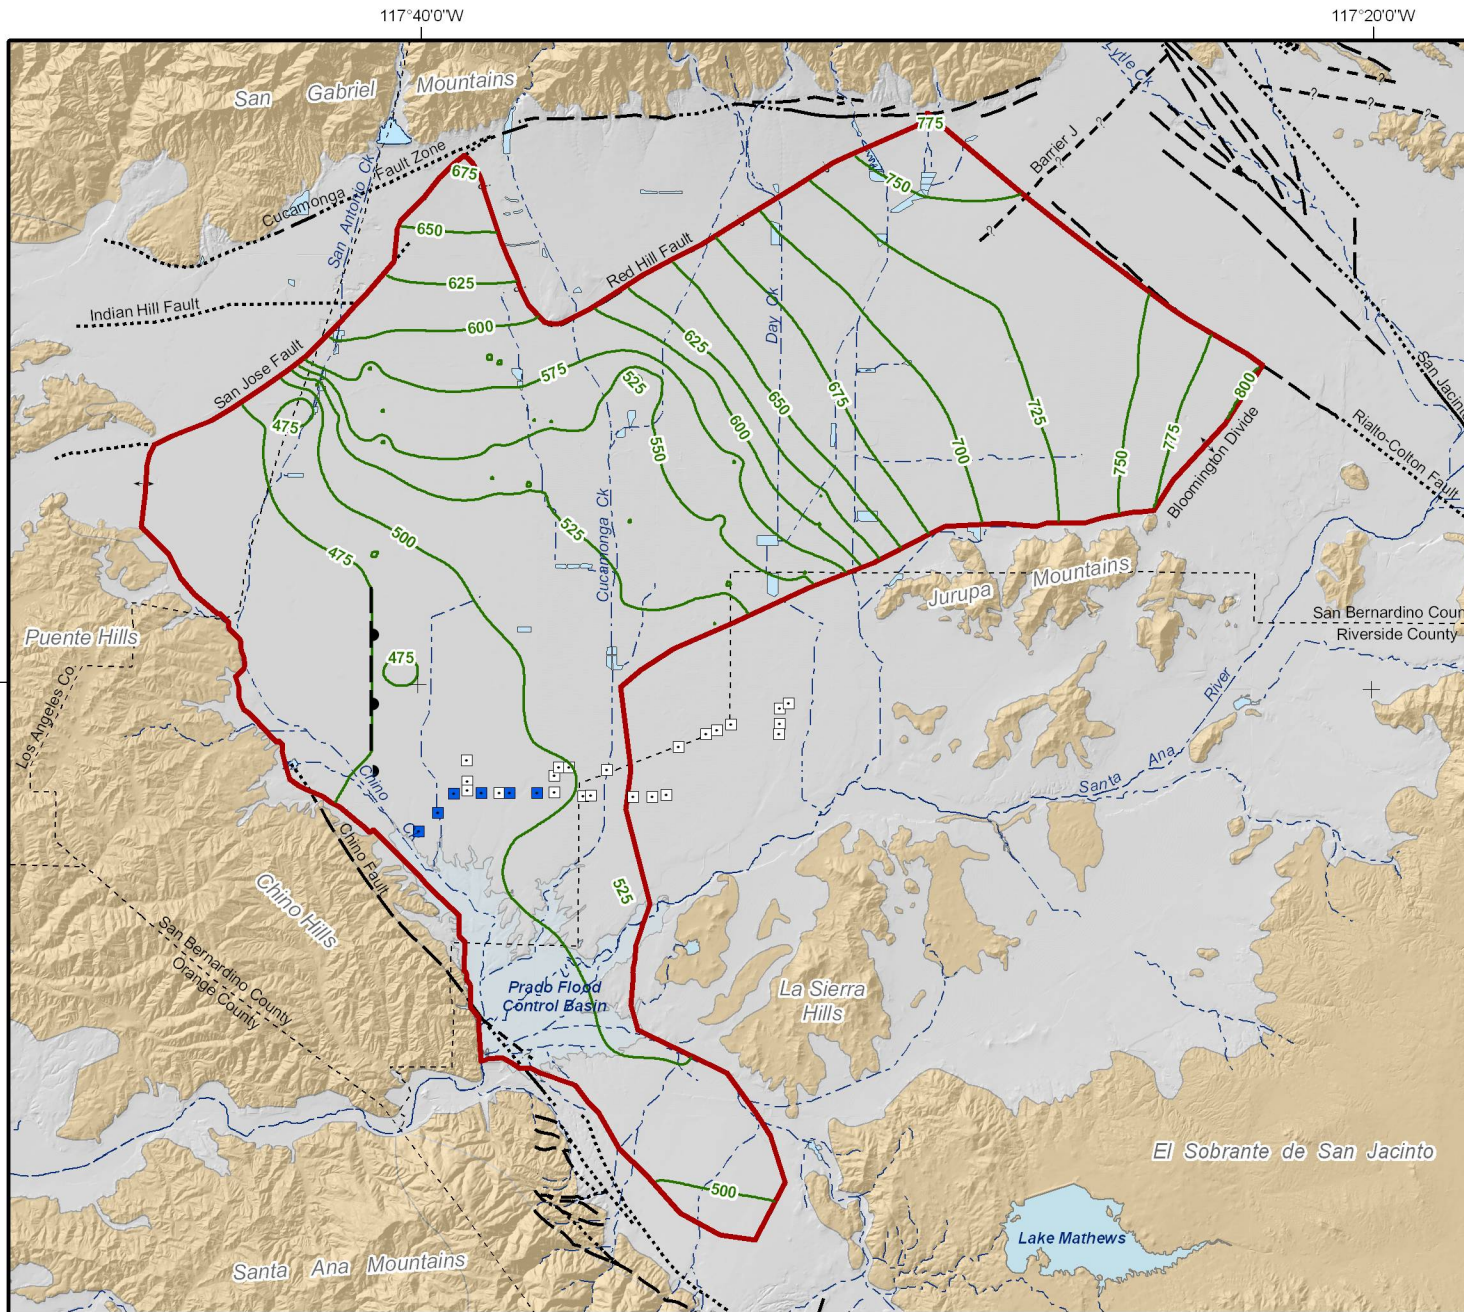 117°40'0"W
117°20'0"W
San Gabriel Mountains
Lytle Ck
775
Barrier J
?
?
?
?
?
?
?
Cucamonga Fault Zone
San Antonio Ck
675
750
650
Red Hill Fault
625
Indian Hill Fault
600
Day Ck
San Jose Fault
575
525
625
650
675
800
San Jacinto
475
600
550
700
725
750
775
Bloomington Divide
Rialto-Colton Fault
500
525
475
Cucamonga Ck
Jurupa Mountains
San Bernardino Coun
Riverside County
Puente Hills
475
Los Angeles Co.
River
Ana
Santa
Chino
Ck
Chino Fault
525
Chino Hills
San Bernardino County
Orange County
Prado Flood
Control Basin
La Sierra
Hills
El Sobrante de San Jacinto
500
Lake Mathews
Santa Ana Mountains